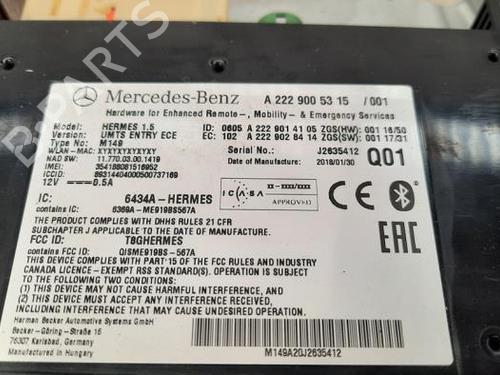 Mercedes-Benz A 222 900 53 15 /001
Hardware for Enhanced Remote-, Mobility- & Emergency Services
Model: HERMES 1.5 ID: 0605 A 222 901 41 05 ZGS(HW): 001 16/50
Version: UMTS ENTRY ECE EC: 102 A 222 902 84 14 ZGS(SW): 001 17/31
Type No: M149 Serial Number: J2635412
WLAN-MAC: XYXYXYXYXYXY Date: 2018/01/30 Q01
NAD SW: 11.770.03.00.1419
IMEI: 354188081516952
ICCID: 89314404000500737169
12V 0.5A
IC: 6434A-HERMES
contains IC: 6369A-ME919BS567A
ICASA
XX-XXXX/XXXX
APPROVED
THE PRODUCT COMPLIES WITH DHHS RULES 21 CFR
SUBCHAPTER J APPLICABLE TO THE DATE OF MANUFACTURE.
FCC ID: T8GHERMES
contains FCC ID: QISME919BS-567A
EAC
THIS DEVICE COMPLIES WITH PART 15 OF FCC RULES AND INDUSTRY
CANADA LICENCE-EXEMPT RSS STANDARD(S). OPERATION IS SUBJECT TO
THE FOLLOWING TWO CONDITIONS:
(1) THIS DEVICE MAY NOT CAUSE HARMFUL INTERFERENCE, AND
(2) THIS DEVICE MUST ACCEPT ANY INTERFERENCE RECEIVED,
INCLUDING INTERFERENCE THAT MAY CAUSE UNDESIRED OPERATION
Harman Becker Automotive Systems GmbH
Becker-Göring-Straße 16
76307 Karlsbad, Germany
Manufactured in Hungary
M149A20J2635412